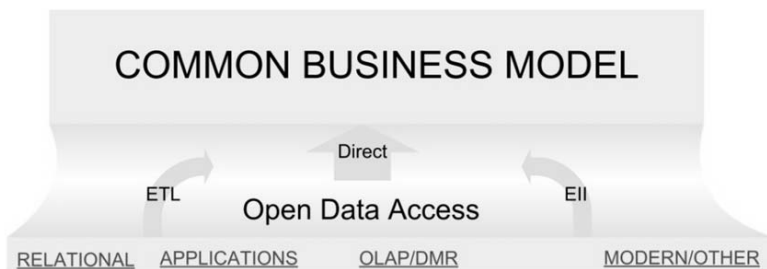 COMMON BUSINESS MODEL
Direct
ETL
EII
Open Data Access
RELATIONAL APPLICATIONS OLAP/DMR MODERN/OTHER